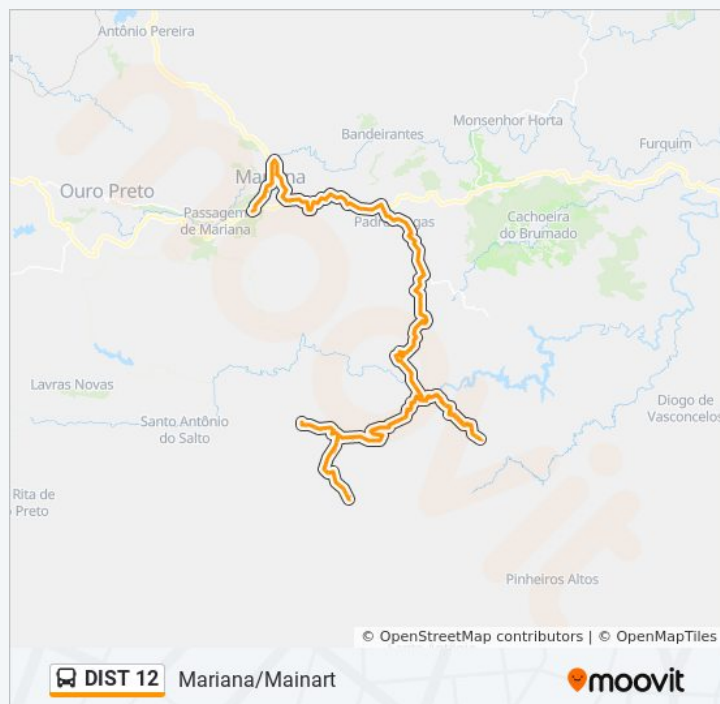 Antônio Pereira
Monsenhor Horta
Bandeirantes
Furquim
Mariana
Ouro Preto
Passagem
de Mariana
Cachoeira
do Brumado
Lavras Novas
Santo Antônio
do Salto
Diogo de
Vasconcelos
Rita de
Preto
Pinheiros Altos
moovit
© OpenStreetMap contributors | © OpenMapTiles
DIST 12 Mariana/Mainart
moovit